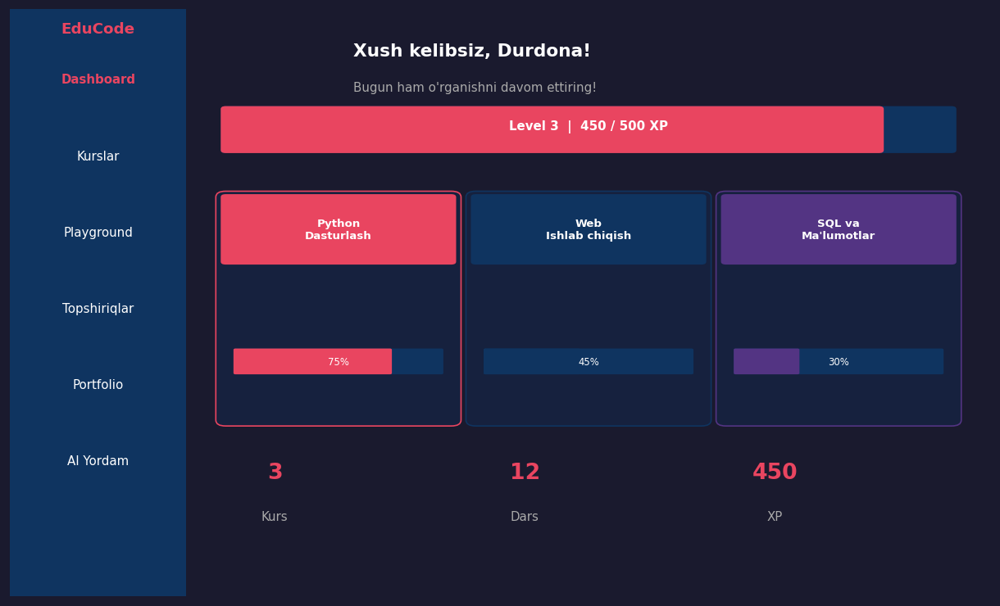 EduCode
Dashboard
Kurslar
Playground
Topshiriqlar
Portfolio
AI Yordam
Xush kelibsiz, Durdona!
Bugun ham o'rganishni davom ettiring!
Level 3 | 450 / 500 XP
Python
Dasturlash
75%
Web
Ishlab chiqish
45%
SQL va
Ma'lumotlar
30%
3
Kurs
12
Dars
450
XP